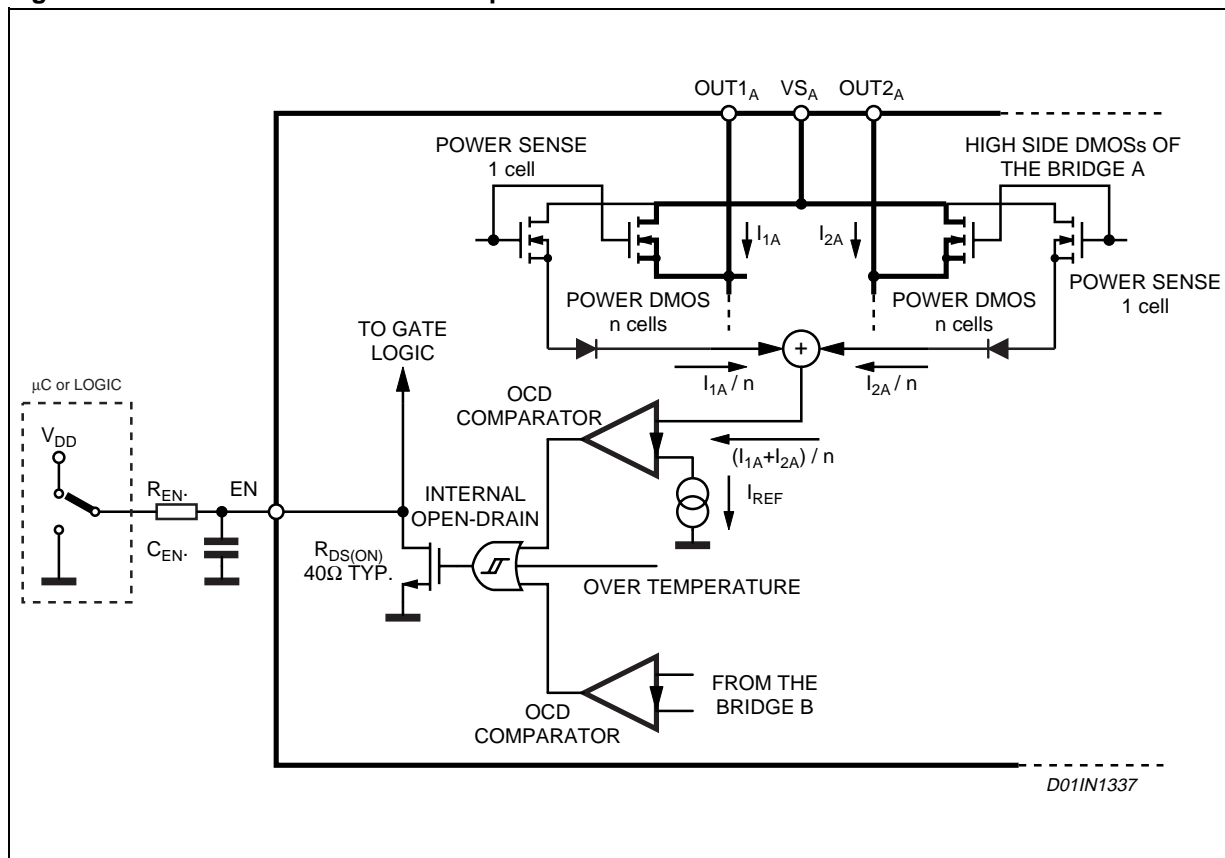 OUT1A VSA OUT2A
POWER SENSE
1 cell
HIGH SIDE DMOSs OF
THE BRIDGE A
I1A I2A
POWER DMOS
n cells
POWER DMOS
n cells
POWER SENSE
1 cell
TO GATE
LOGIC
+
I1A / n I2A / n
µC or LOGIC
VDD
REN. EN
CEN.
OCD
COMPARATOR
(I1A+I2A) / n
IREF
INTERNAL
OPEN-DRAIN
RDS(ON)
40Ω TYP.
OVER TEMPERATURE
OCD
COMPARATOR
FROM THE
BRIDGE B
D01IN1337